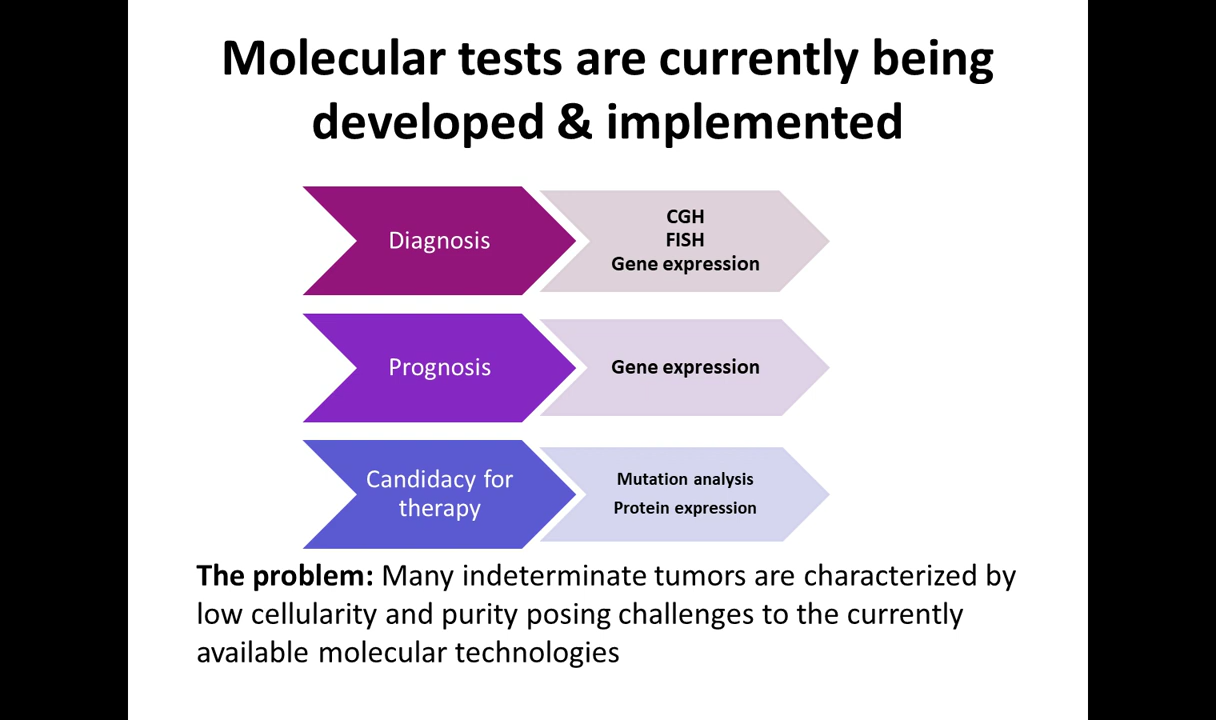 Molecular tests are currently being
developed & implemented
Diagnosis
CGH
FISH
Gene expression
Prognosis
Gene expression
Candidacy for
therapy
Mutation analysis
Protein expression
The problem: Many indeterminate tumors are characterized by
low cellularity and purity posing challenges to the currently
available molecular technologies